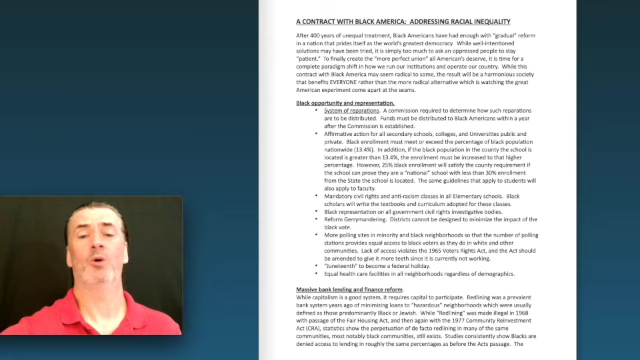 A CONTRACT WITH BLACK AMERICA: ADDRESSING RACIAL INEQUALITY
After 400 years of unequal treatment, Black Americans have had enough with "gradual" reform
in a nation that prides itself as the world's greatest democracy. While well-intentioned
solutions may have been attempted, it is simply too much to ask an oppressed people to stay
"patient." To finally create the "more perfect union" all American's deserve, it is time for a
complete paradigm shift in how we run our institutions and operate our country. While this
contract with Black America may seem radical to some, the result will be a harmonious society
that benefits EVERYONE rather than the more radical alternative which is watching the great
American experiment come apart at the seams.
Black opportunity and representation.
• System of reparations. A commission required to determine how such reparations
are to be distributed. Funds must be distributed to Black Americans within a year
after the Commission is established.
• Affirmative action for all secondary schools, colleges, and Universities public and
private. Black enrollment must meet or exceed the percentage of black population
nationwide (13.4%). In addition, if the black population in the county the school is
located is greater than 13.4%, the enrollment must be increased to that higher
percentage. However, 25% black enrollment will satisfy the county requirement if the
school can prove they are a "national" school with less than 30% enrollment
from the State the school is located. The same guidelines that apply to students will
also apply to faculty.
• Mandatory civil rights and anti-racism classes in all Elementary schools. Black
scholars will write the textbooks and curriculum adopted for these classes.
• Black representation on all government civil rights investigative bodies.
• Reform Gerrymandering. Districts cannot be designed to minimize the impact of the
black vote.
• More polling sites in minority and black neighborhoods so that the number of polling
stations provides equal access to black voters as they do in white and other
communities. Lack of access violates the 1965 Voters Rights Act, and the Act should
be amended to give it more teeth since it is currently not working.
• "Juneteenth" to become a federal holiday.
• Equal health care facilities in all neighborhoods regardless of demographics.
Massive bank lending and finance reform.
While capitalism is a good system, it requires capital to participate. Redlining was a prevalent
bank system years ago of minimizing loans to "hazardous" neighborhoods which were usually
defined as those predominantly Black or Jewish. While "Redlining" was made illegal in 1968
with passage of the Fair Housing Act, and then again with the 1977 Community Reinvestment
Act (CRA), statistics show the perpetuation of de facto redlining in many of the same
communities, most notably black communities, still exists. Studies consistently show Blacks are
denied access to lending in roughly the same percentages as before the Acts passage. The